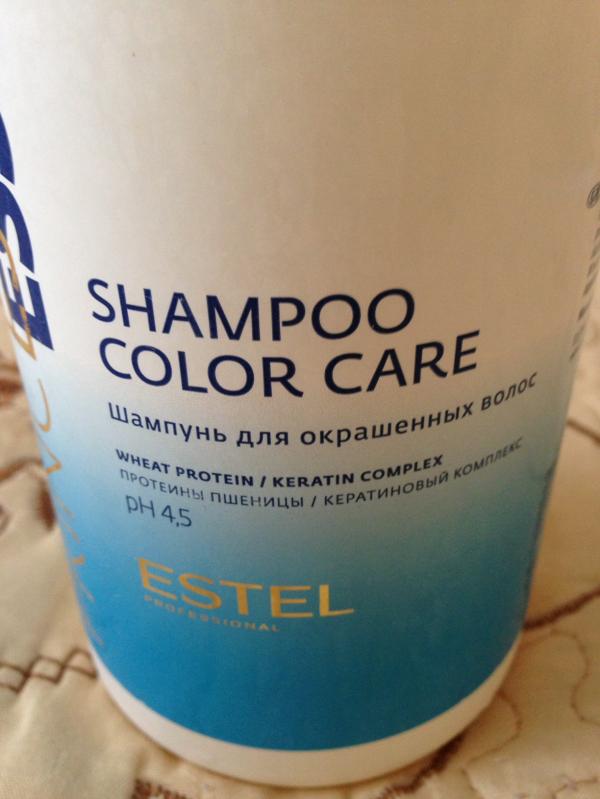 SHAMPOO
COLOR CARE
Шампунь для окрашенных волос
WHEAT PROTEIN / KERATIN COMPLEX
ПРОТЕИНЫ ПШЕНИЦЫ / КЕРАТИНОВЫЙ КОМПЛЕКС
pH 4,5
ESTEL
PROFESSIONAL